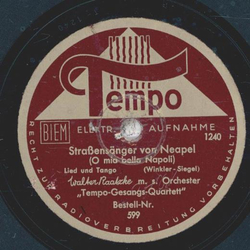 Tempo
BIEM
ELEKTR. AUFNAHME
1240
Straßensänger von Neapel
(O mia bella Napoli)
Lied und Tango (Winkler-Siegel)
Walter Raatzke m. s. Orchester
"Tempo-Gesangs-Quartett"
Bestell-Nr.
599
RECHT ZUR RADIOVERBREITUNG VORBEHALTEN